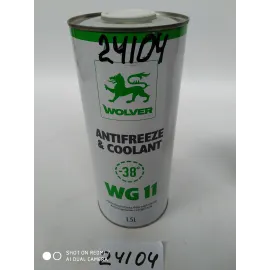 24104
WOLVER
ANTIFREEZE
& COOLANT
-38°
WG 11
1.5L
SHOT ON REDMI
AI DUAL CAMERA
24104